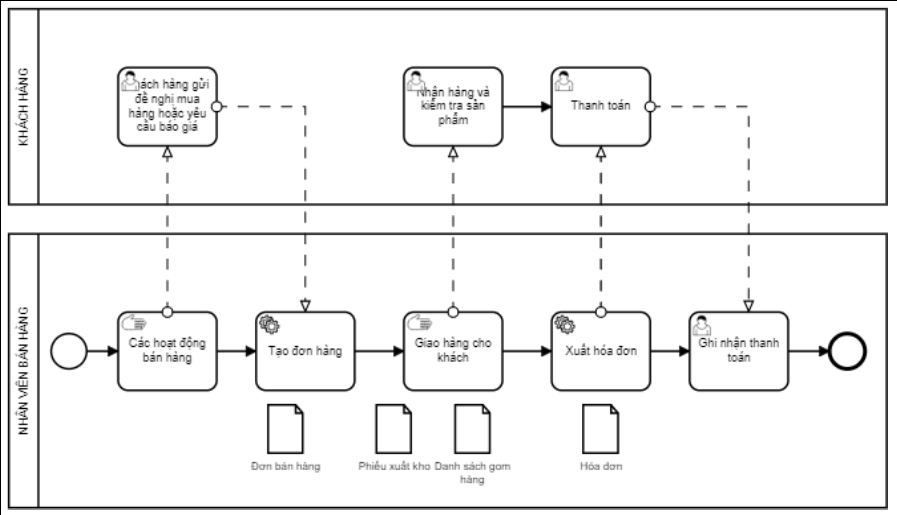 KHÁCH HÀNG
ách hàng gửi
đề nghị mua
hàng hoặc yêu
cầu báo giá
Nhận hàng và
kiểm tra sản
phẩm
Thanh toán
NHÂN VIÊN BÁN HÀNG
Các hoạt động
bán hàng
Tạo đơn hàng
Giao hàng cho
khách
Xuất hóa đơn
Ghi nhận thanh
toán
Đơn bán hàng
Phiếu xuất kho
Danh sách gom
hàng
Hóa đơn